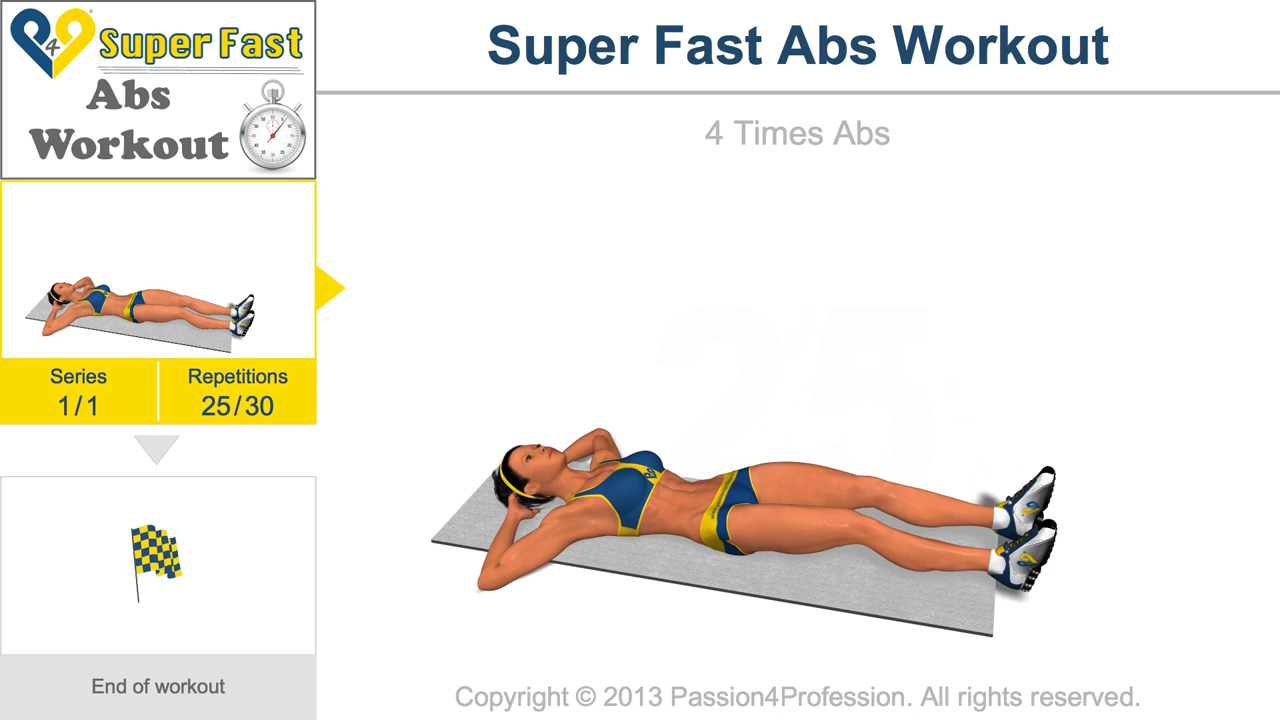 P4P Super Fast
Abs
Workout
Super Fast Abs Workout
4 Times Abs
Series
1/1
Repetitions
25/30
25
End of workout
Copyright © 2013 Passion4Profession. All rights reserved.